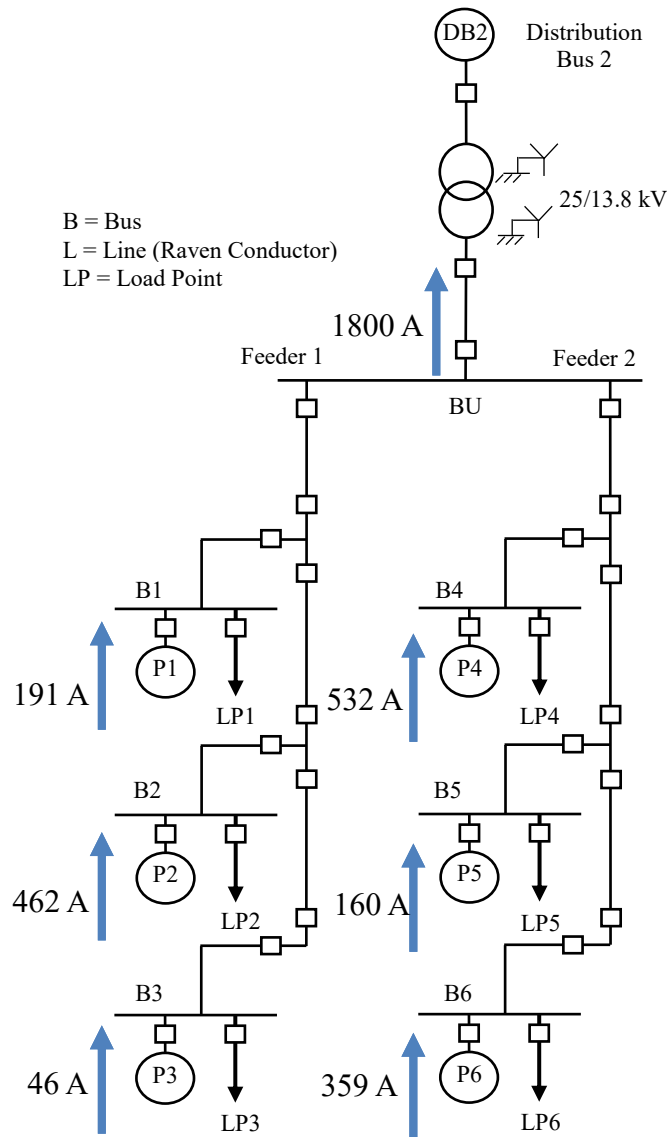 DB2
Distribution
Bus 2
25/13.8 kV
B = Bus
L = Line (Raven Conductor)
LP = Load Point
1800 A
Feeder 1
Feeder 2
BU
B1
P1
LP1
191 A
B4
P4
LP4
532 A
B2
P2
LP2
462 A
B5
P5
LP5
160 A
B3
P3
LP3
46 A
B6
P6
LP6
359 A